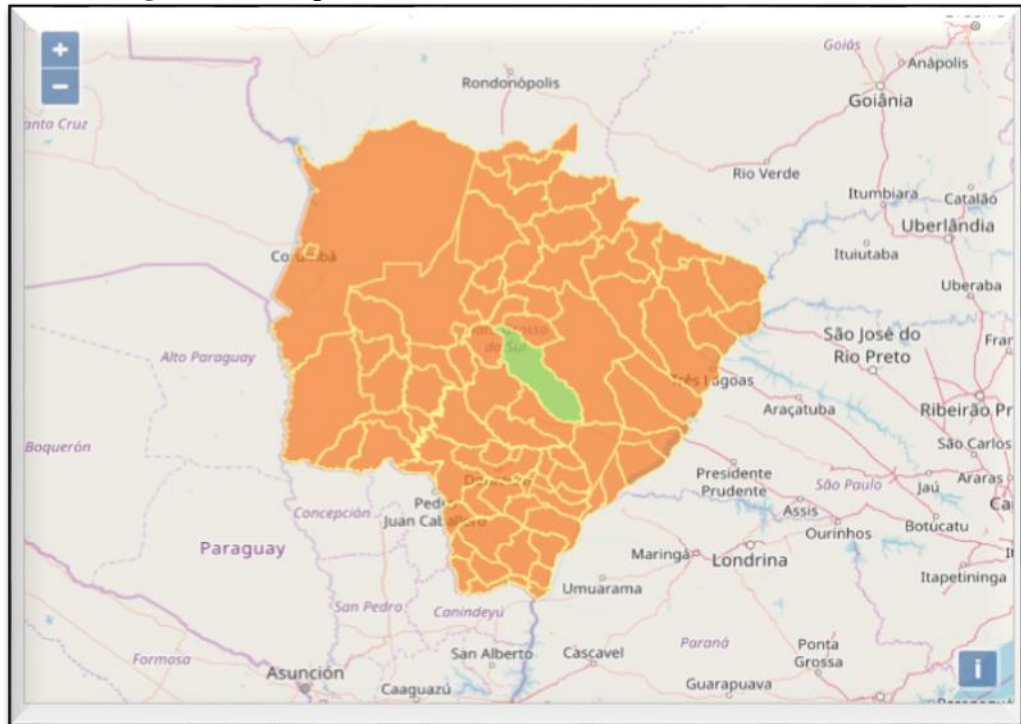 +
−
Goiás
Anápolis
Rondonópolis
Goiânia
anta Cruz
Rio Verde
Itumbiara
Catalão
Uberlândia
Ituiutaba
Uberaba
Alto Paraguay
São José do
Rio Preto
Fran
Três Lagoas
Araçatuba
Ribeirão Pr
São Carlos
Boquerón
Presidente
Prudente
São Paulo
Jaú
Araras
Assis
Botucatu
Ourinhos
Concepción
Pedro
Juan Caballero
Paraguay
Maringá
Londrina
Itapetininga
Umuarama
San Pedro
Canindeyú
Paraná
Ponta
Grossa
Formosa
San Alberto
Cascavel
Asunción
Caaguazú
Guarapuava
i